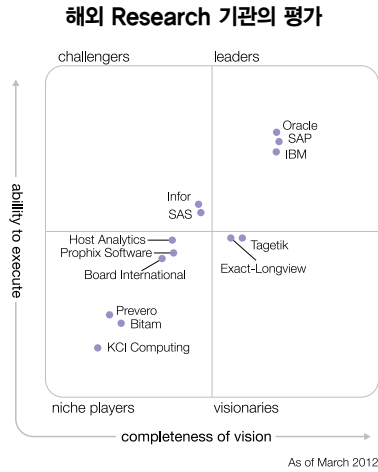 해외 Research 기관의 평가
challengers
leaders
Oracle
SAP
IBM
Infor
SAS
Host Analytics
Prophix Software
Board International
Tagetik
Exact-Longview
Prevero
Bitam
KCI Computing
ability to execute
niche players
visionaries
completeness of vision
As of March 2012